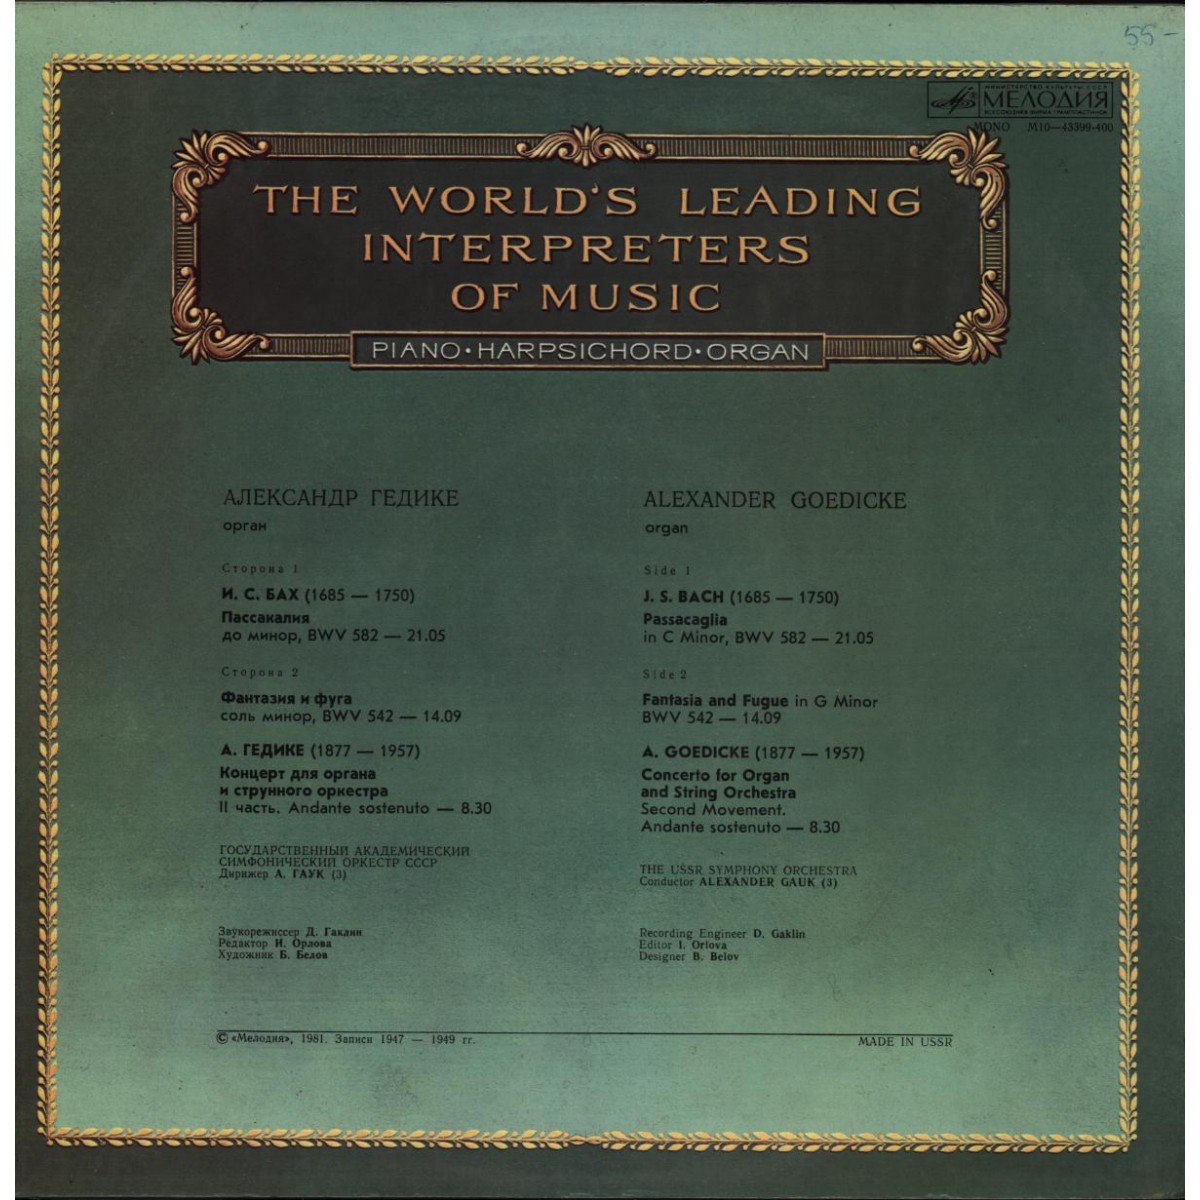 55 -
МИНИСТЕРСТВО КУЛЬТУРЫ СССР
МЕЛОДИЯ
ВСЕСОЮЗНАЯ ФИРМА ГРАМПЛАСТИНОК
MONO М10—43399-400
THE WORLD'S LEADING
INTERPRETERS
OF MUSIC
PIANO • HARPSICHORD • ORGAN
АЛЕКСАНДР ГЕДИКЕ
орган
Сторона 1
И. С. БАХ (1685 — 1750)
Пассакалия
до минор, BWV 582 — 21.05
Сторона 2
Фантазия и фуга
соль минор, BWV 542 — 14.09
А. ГЕДИКЕ (1877 — 1957)
Концерт для органа
и струнного оркестра
II часть. Andante sostenuto — 8.30
ГОСУДАРСТВЕННЫЙ АКАДЕМИЧЕСКИЙ
СИМФОНИЧЕСКИЙ ОРКЕСТР СССР
Дирижер А. ГАУК (3)
Звукорежиссер Д. Гаклин
Редактор И. Орлова
Художник Б. Белов
ALEXANDER GOEDICKE
organ
Side 1
J. S. BACH (1685 — 1750)
Passacaglia
in C Minor, BWV 582 — 21.05
Side 2
Fantasia and Fugue in G Minor
BWV 542 — 14.09
A. GOEDICKE (1877 — 1957)
Concerto for Organ
and String Orchestra
Second Movement.
Andante sostenuto — 8.30
THE USSR SYMPHONY ORCHESTRA
Conductor ALEXANDER GAUK (3)
Recording Engineer D. Gaklin
Editor I. Orlova
Designer B. Belov
© «Мелодия», 1981. Записи 1947 — 1949 гг.
MADE IN USSR